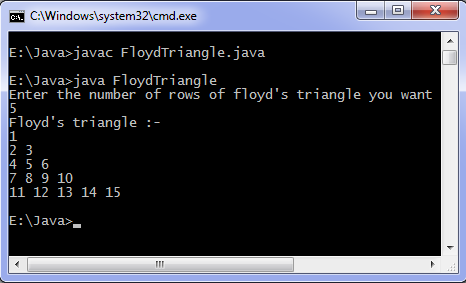 C:\Windows\system32\cmd.exe
E:\Java>javac FloydTriangle.java
E:\Java>java FloydTriangle
Enter the number of rows of floyd's triangle you want
5
Floyd's triangle :-
1
2 3
4 5 6
7 8 9 10
11 12 13 14 15
E:\Java>